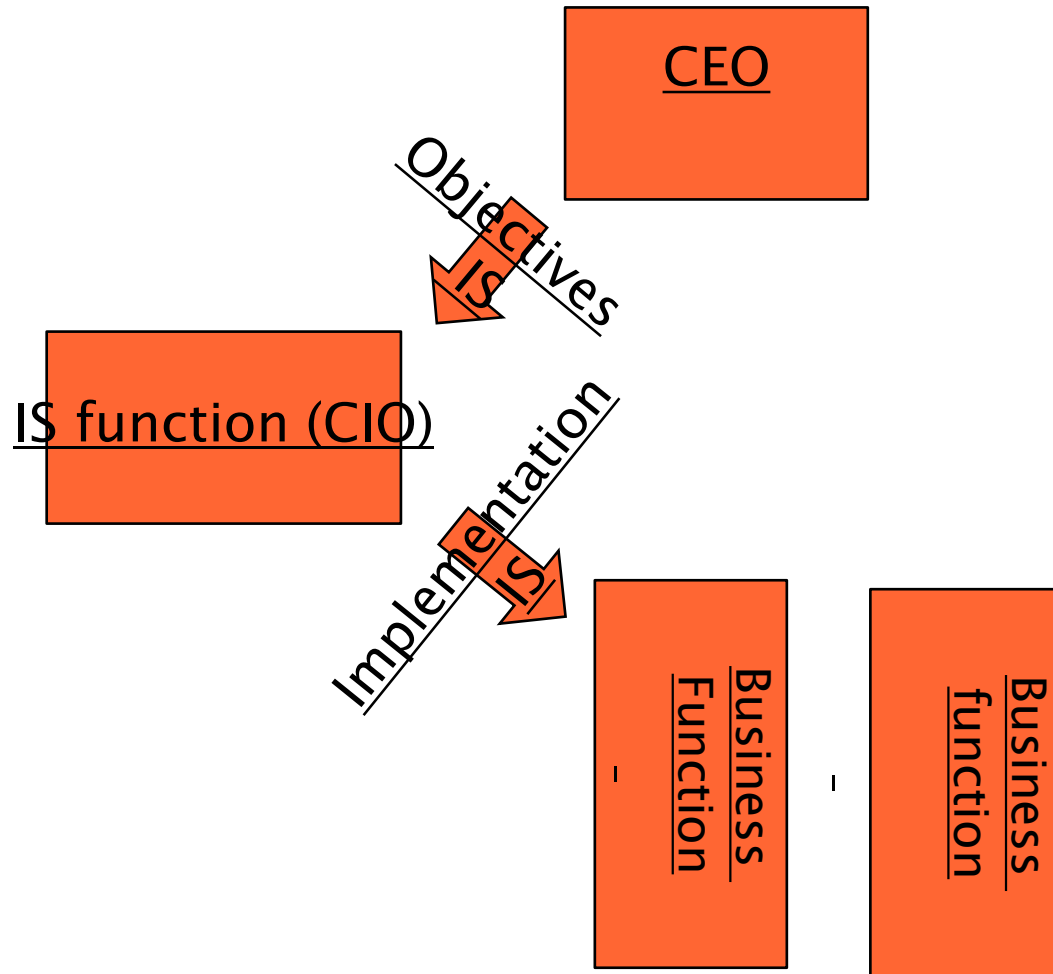 CEO
Objectives
IS
IS function (CIO)
Implementation
IS
Business
Function
Business
function